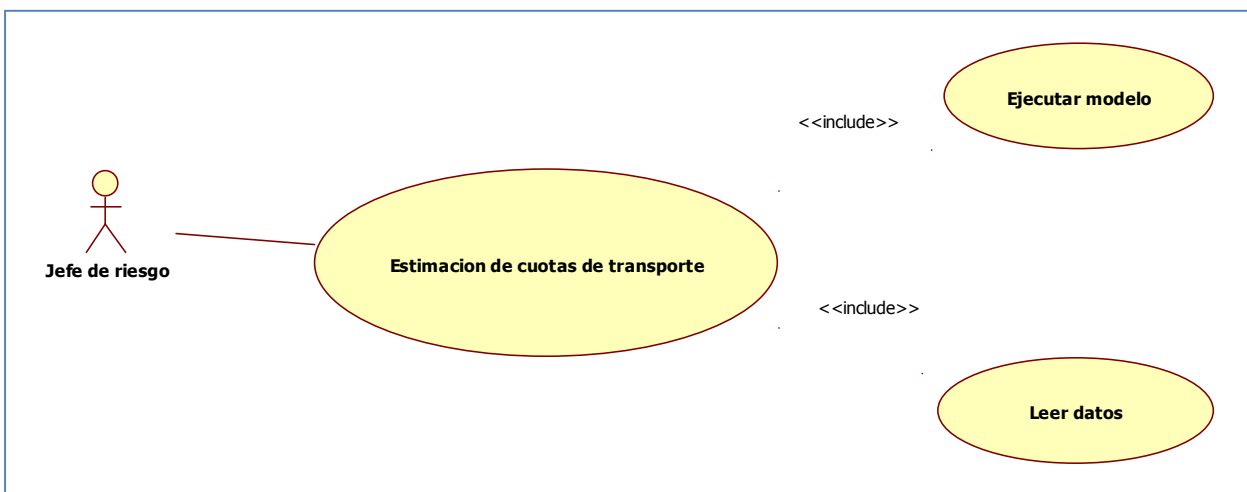 Ejecutar modelo
<<include>>
Jefe de riesgo
Estimacion de cuotas de transporte
<<include>>
Leer datos